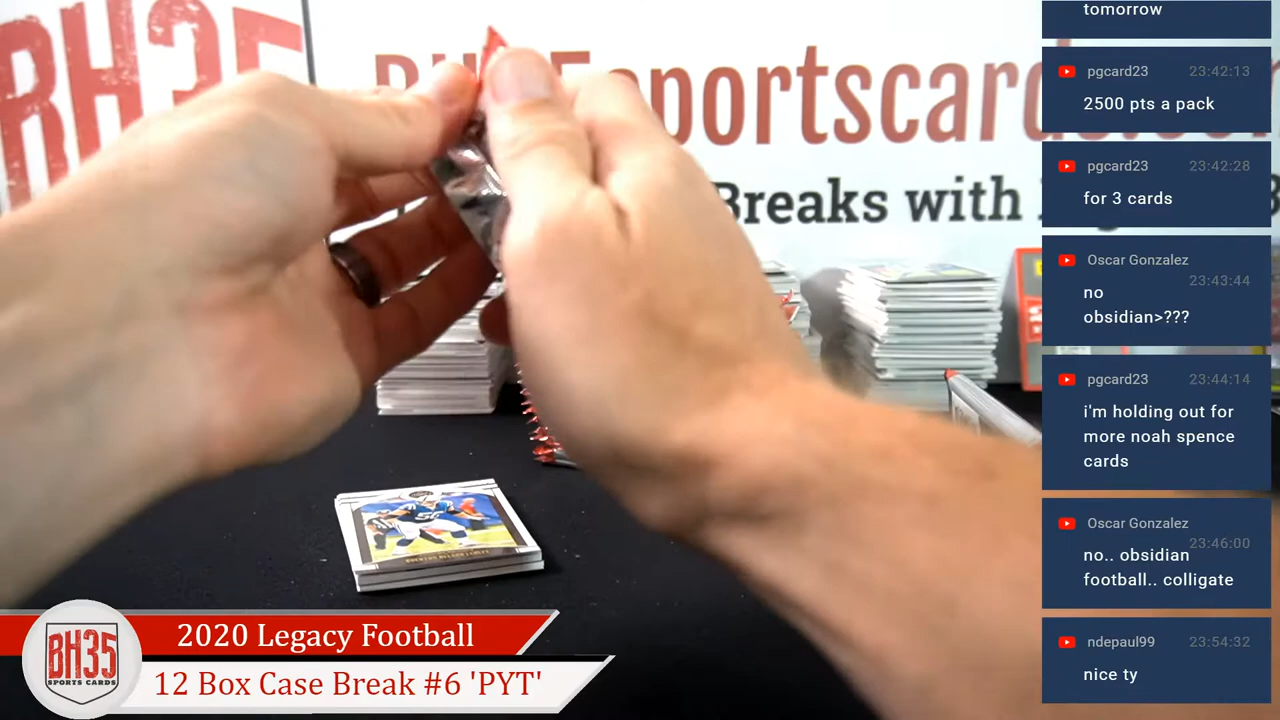 BH35
sportscard
Breaks with
tomorrow
pgcard23 23:42:13
2500 pts a pack
pgcard23 23:42:28
for 3 cards
Oscar Gonzalez
23:43:44
no
obsidian>???
pgcard23 23:44:14
i'm holding out for
more noah spence
cards
Oscar Gonzalez
23:46:00
no.. obsidian
football.. colligate
ndepaul99 23:54:32
nice ty
BH35
SPORTS CARDS
2020 Legacy Football
12 Box Case Break #6 'PYT'